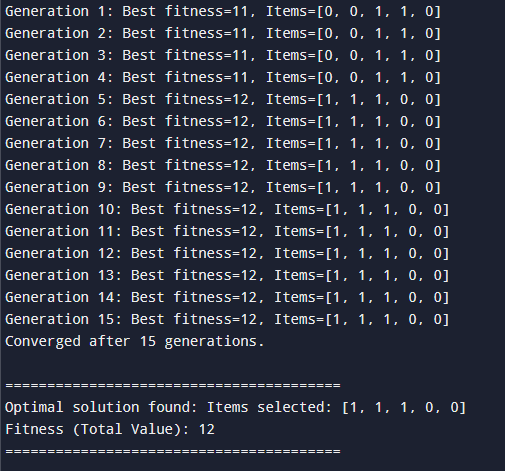 Generation 1: Best fitness=11, Items=[0, 0, 1, 1, 0]
Generation 2: Best fitness=11, Items=[0, 0, 1, 1, 0]
Generation 3: Best fitness=11, Items=[0, 0, 1, 1, 0]
Generation 4: Best fitness=11, Items=[0, 0, 1, 1, 0]
Generation 5: Best fitness=12, Items=[1, 1, 1, 0, 0]
Generation 6: Best fitness=12, Items=[1, 1, 1, 0, 0]
Generation 7: Best fitness=12, Items=[1, 1, 1, 0, 0]
Generation 8: Best fitness=12, Items=[1, 1, 1, 0, 0]
Generation 9: Best fitness=12, Items=[1, 1, 1, 0, 0]
Generation 10: Best fitness=12, Items=[1, 1, 1, 0, 0]
Generation 11: Best fitness=12, Items=[1, 1, 1, 0, 0]
Generation 12: Best fitness=12, Items=[1, 1, 1, 0, 0]
Generation 13: Best fitness=12, Items=[1, 1, 1, 0, 0]
Generation 14: Best fitness=12, Items=[1, 1, 1, 0, 0]
Generation 15: Best fitness=12, Items=[1, 1, 1, 0, 0]
Converged after 15 generations.
========================================
Optimal solution found: Items selected: [1, 1, 1, 0, 0]
Fitness (Total Value): 12
========================================